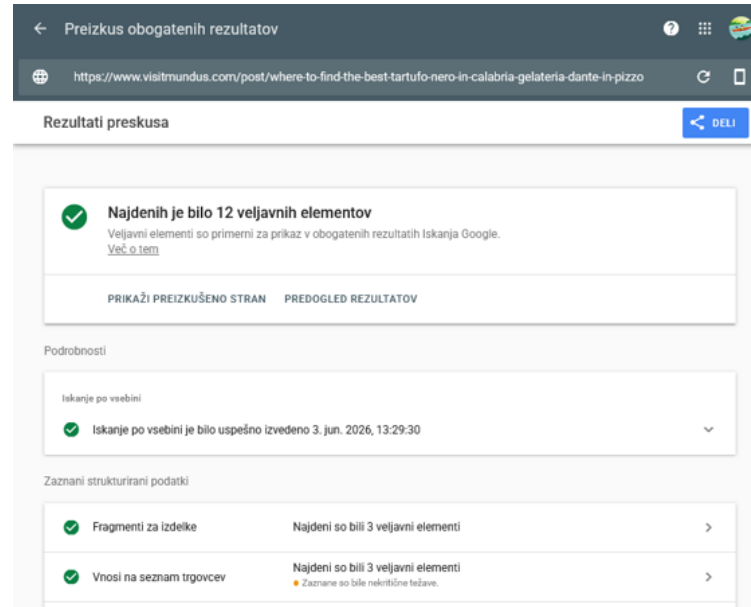 Preizkus obogatenih rezultatov
https://www.visitmundus.com/post/where-to-find-the-best-tartufo-nero-in-calabria-gelateria-dante-in-pizzo
Rezultati preskusa
DELI
Najdenih je bilo 12 veljavnih elementov
Veljavni elementi so primerni za prikaz v obogatenih rezultatih Iskanja Google.
Več o tem
PRIKAŽI PREIZKUŠENO STRAN PREDOGLED REZULTATOV
Podrobnosti
Iskanje po vsebini
Iskanje po vsebini je bilo uspešno izvedeno 3. jun. 2026, 13:29:30
Zaznani strukturirani podatki
Fragmenti za izdelke Najdeni so bili 3 veljavni elementi
Vnosi na seznam trgovcev Najdeni so bili 3 veljavni elementi
Zaznane so bile nekritične težave.